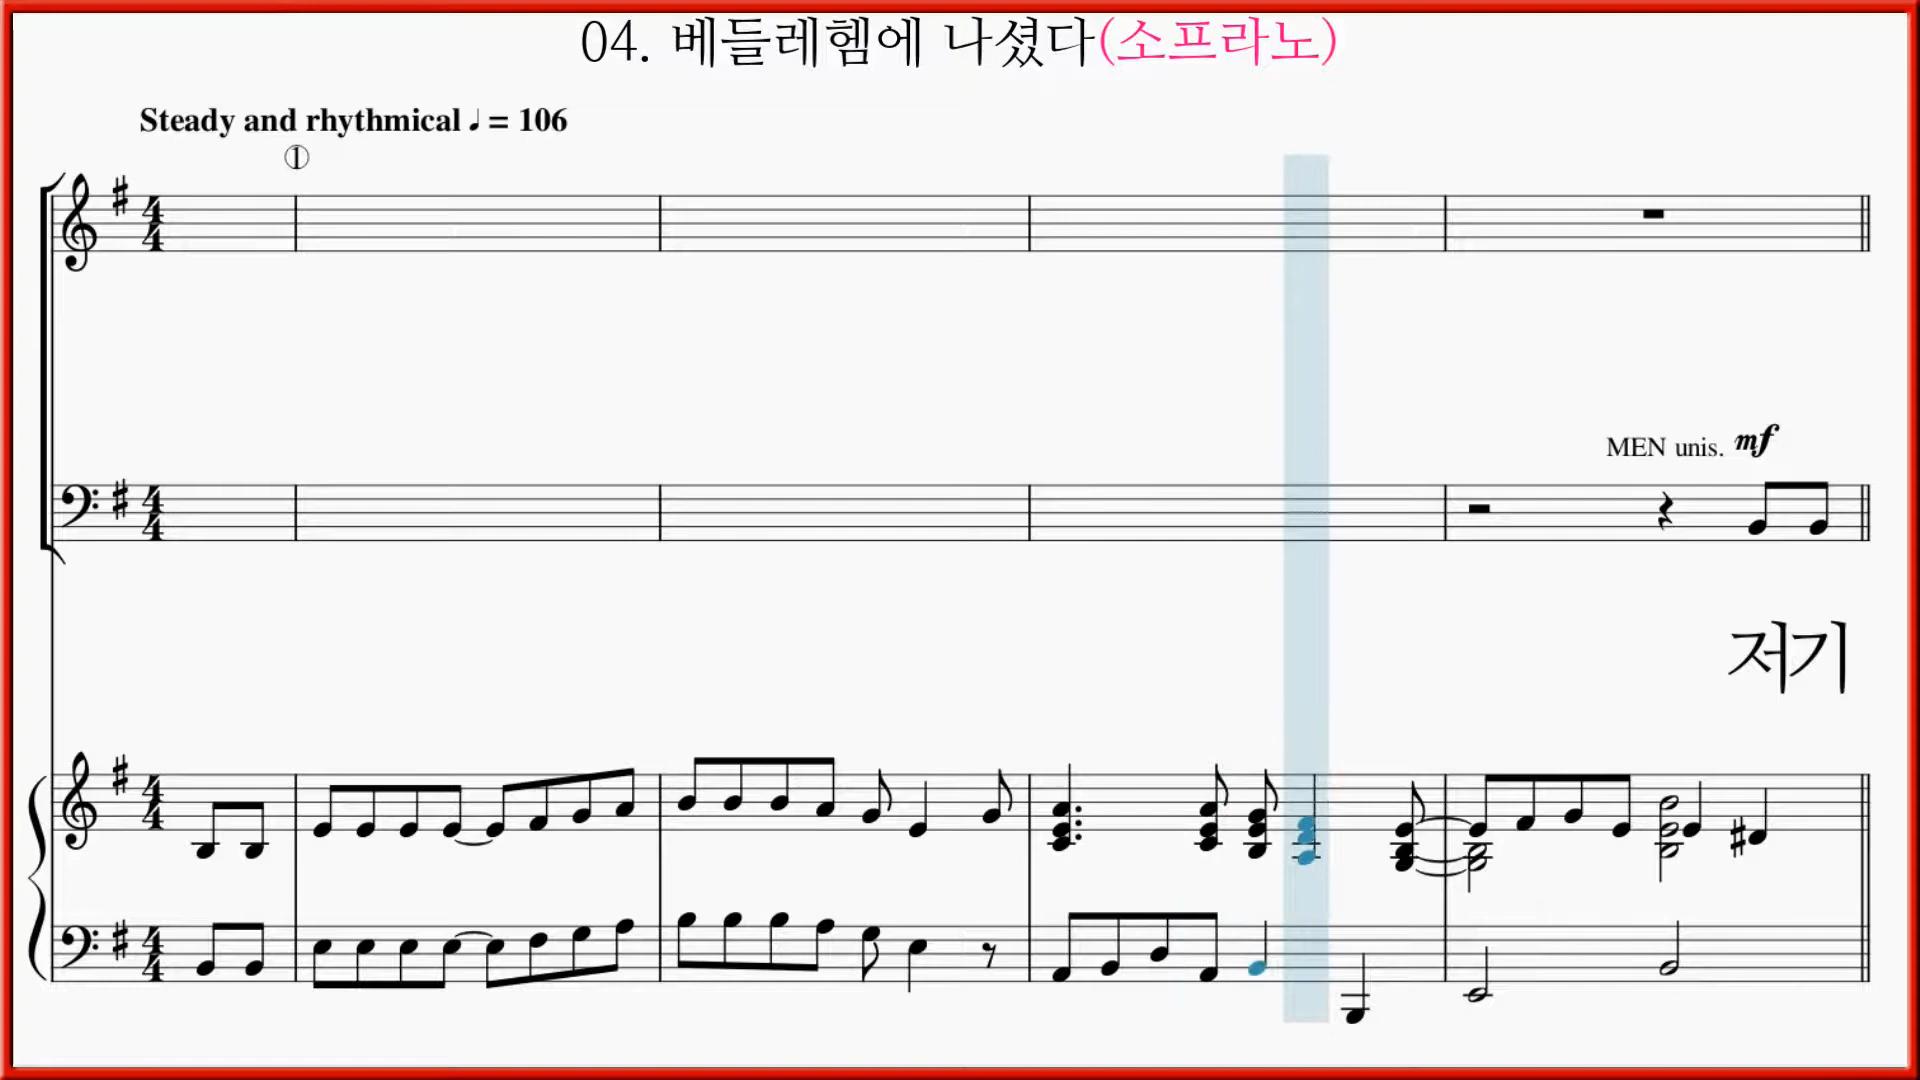 04. 베들레헴에 나셨다(소프라노)
Steady and rhythmical ♩ = 106
①
MEN unis. mf
저기